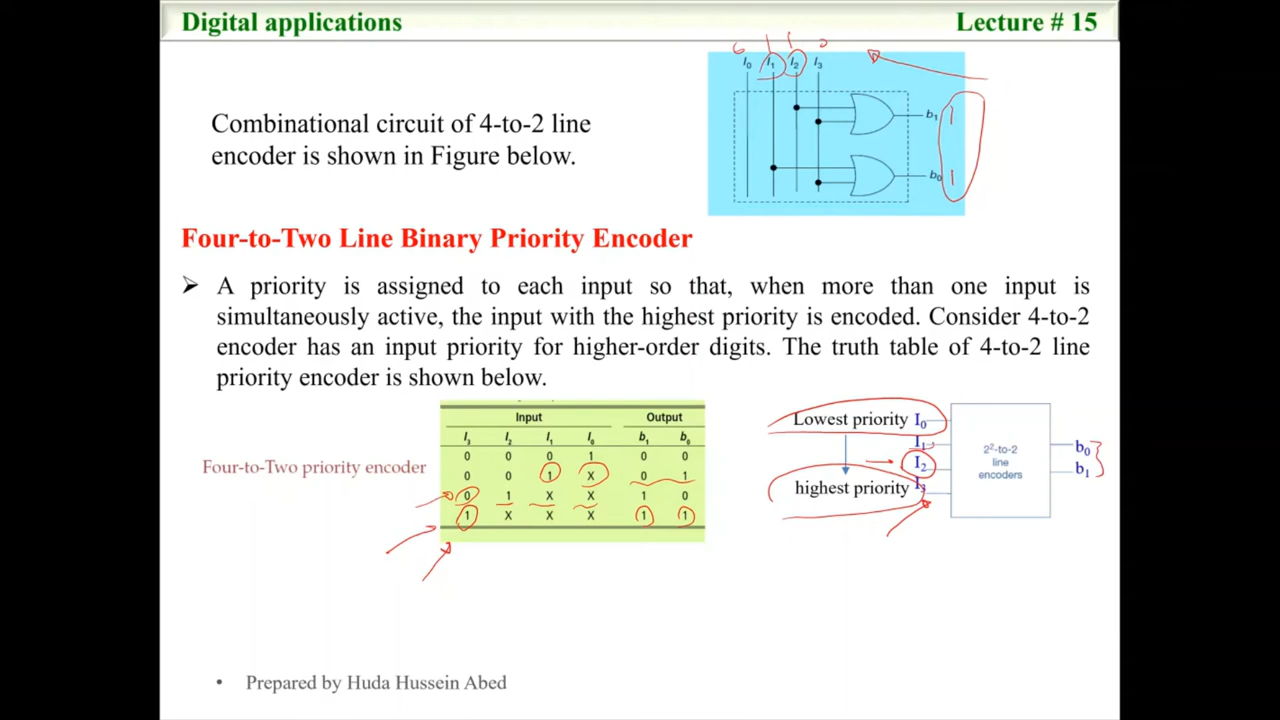 Digital applications
Lecture # 15
6 1 1 0
I0 I1 I2 I3
Combinational circuit of 4-to-2 line
encoder is shown in Figure below.
b1 1
b0 1
Four-to-Two Line Binary Priority Encoder
➤ A priority is assigned to each input so that, when more than one input is
simultaneously active, the input with the highest priority is encoded. Consider 4-to-2
encoder has an input priority for higher-order digits. The truth table of 4-to-2 line
priority encoder is shown below.
Four-to-Two priority encoder
Input Output
I3 I2 I1 I0 b1 b0
0 0 0 1 0 0
0 0 1 X 0 1
0 1 X X 1 0
1 X X X 1 1
Lowest priority I0
I1
I2
highest priority I3
2²-to-2
line
encoders
b0
b1
• Prepared by Huda Hussein Abed